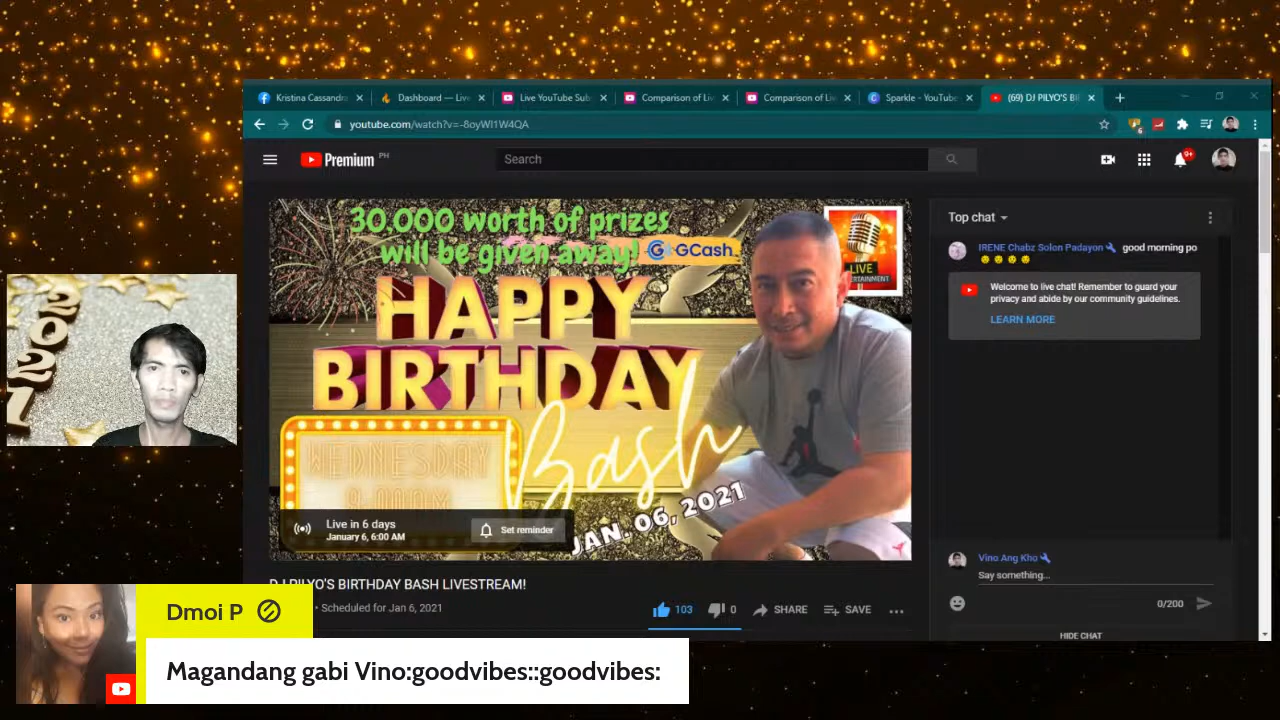 Kristina Cassandra
Dashboard — Live
Live YouTube Sub
Comparison of Liv
Comparison of Liv
Sparkle - YouTube
(69) DJ PILYO'S BI
youtube.com/watch?v=-8oyWl1W4QA
6
Premium PH
Search
9+
30,000 worth of prizes
will be given away!
GCash
LIVE
ENTERTAINMENT
HAPPY
BIRTHDAY
Bash
WEDNESDAY
JAN. 06, 2021
Live in 6 days
January 6, 6:00 AM
Set reminder
DJ PILYO'S BIRTHDAY BASH LIVESTREAM!
• Scheduled for Jan 6, 2021
103
0
SHARE
SAVE
Top chat
IRENE Chabz Solon Padayon good morning po
Welcome to live chat! Remember to guard your
privacy and abide by our community guidelines.
LEARN MORE
Vino Ang Kho
Say something...
0/200
HIDE CHAT
2021
Dmoi P
Magandang gabi Vino:goodvibes::goodvibes: